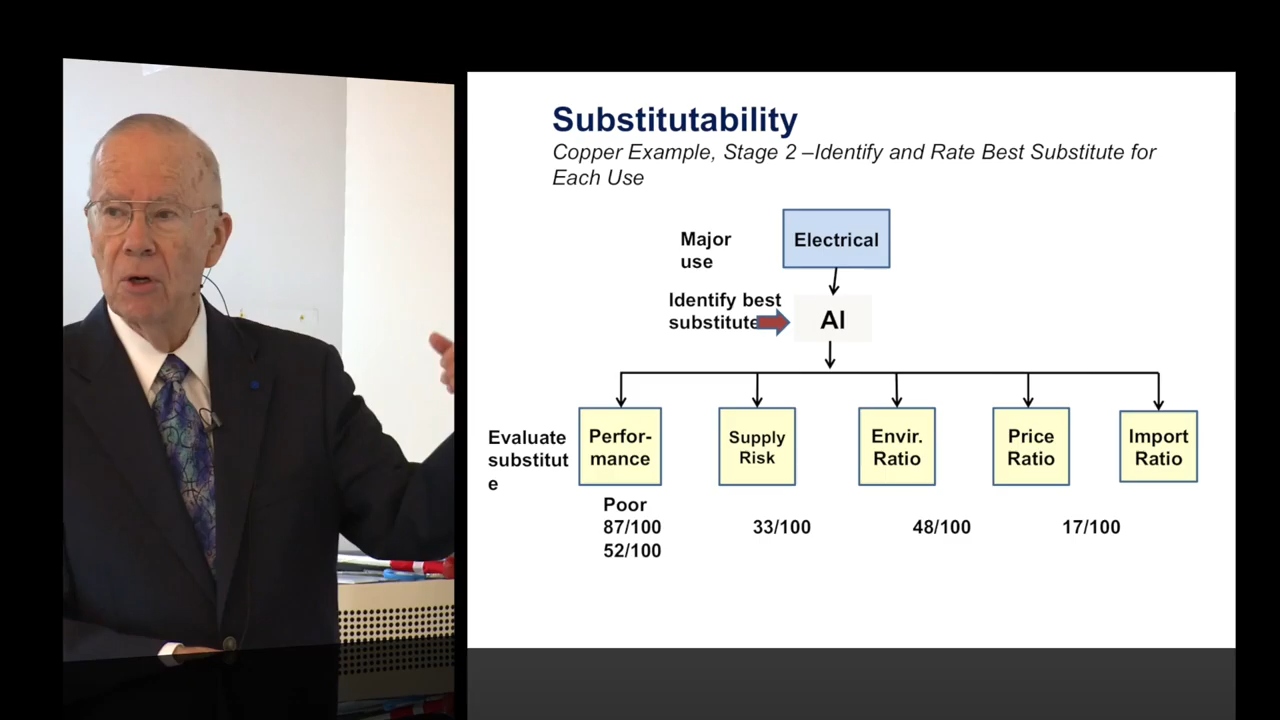 Substitutability
Copper Example, Stage 2 –Identify and Rate Best Substitute for
Each Use
Major
use
Electrical
Identify best
substitute
Al
Evaluate
substitut
e
Perfor-
mance
Supply
Risk
Envir.
Ratio
Price
Ratio
Import
Ratio
Poor
87/100
33/100
48/100
17/100
52/100